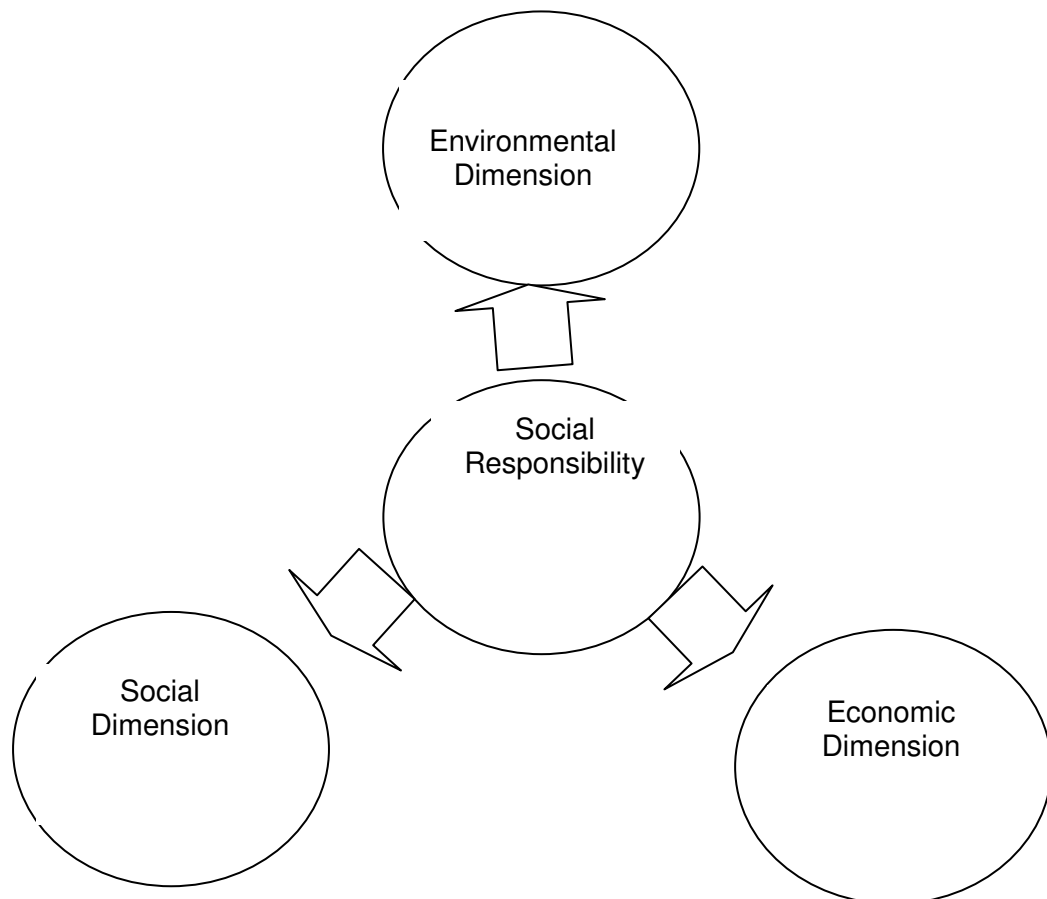 Environmental
Dimension
Social
Responsibility
Social
Dimension
Economic
Dimension